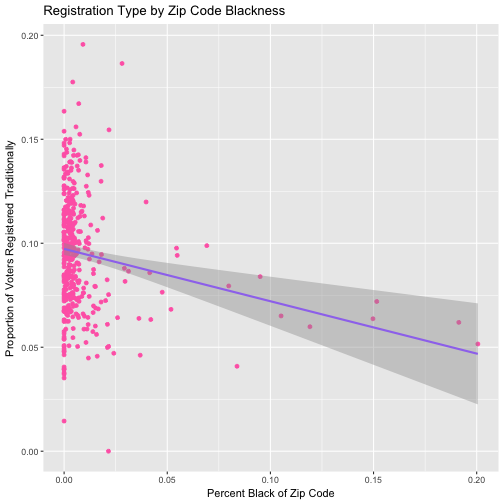 Registration Type by Zip Code Blackness
Proportion of Voters Registered Traditionally
0.20
0.15
0.10
0.05
0.00
0.00 0.05 0.10 0.15 0.20
Percent Black of Zip Code